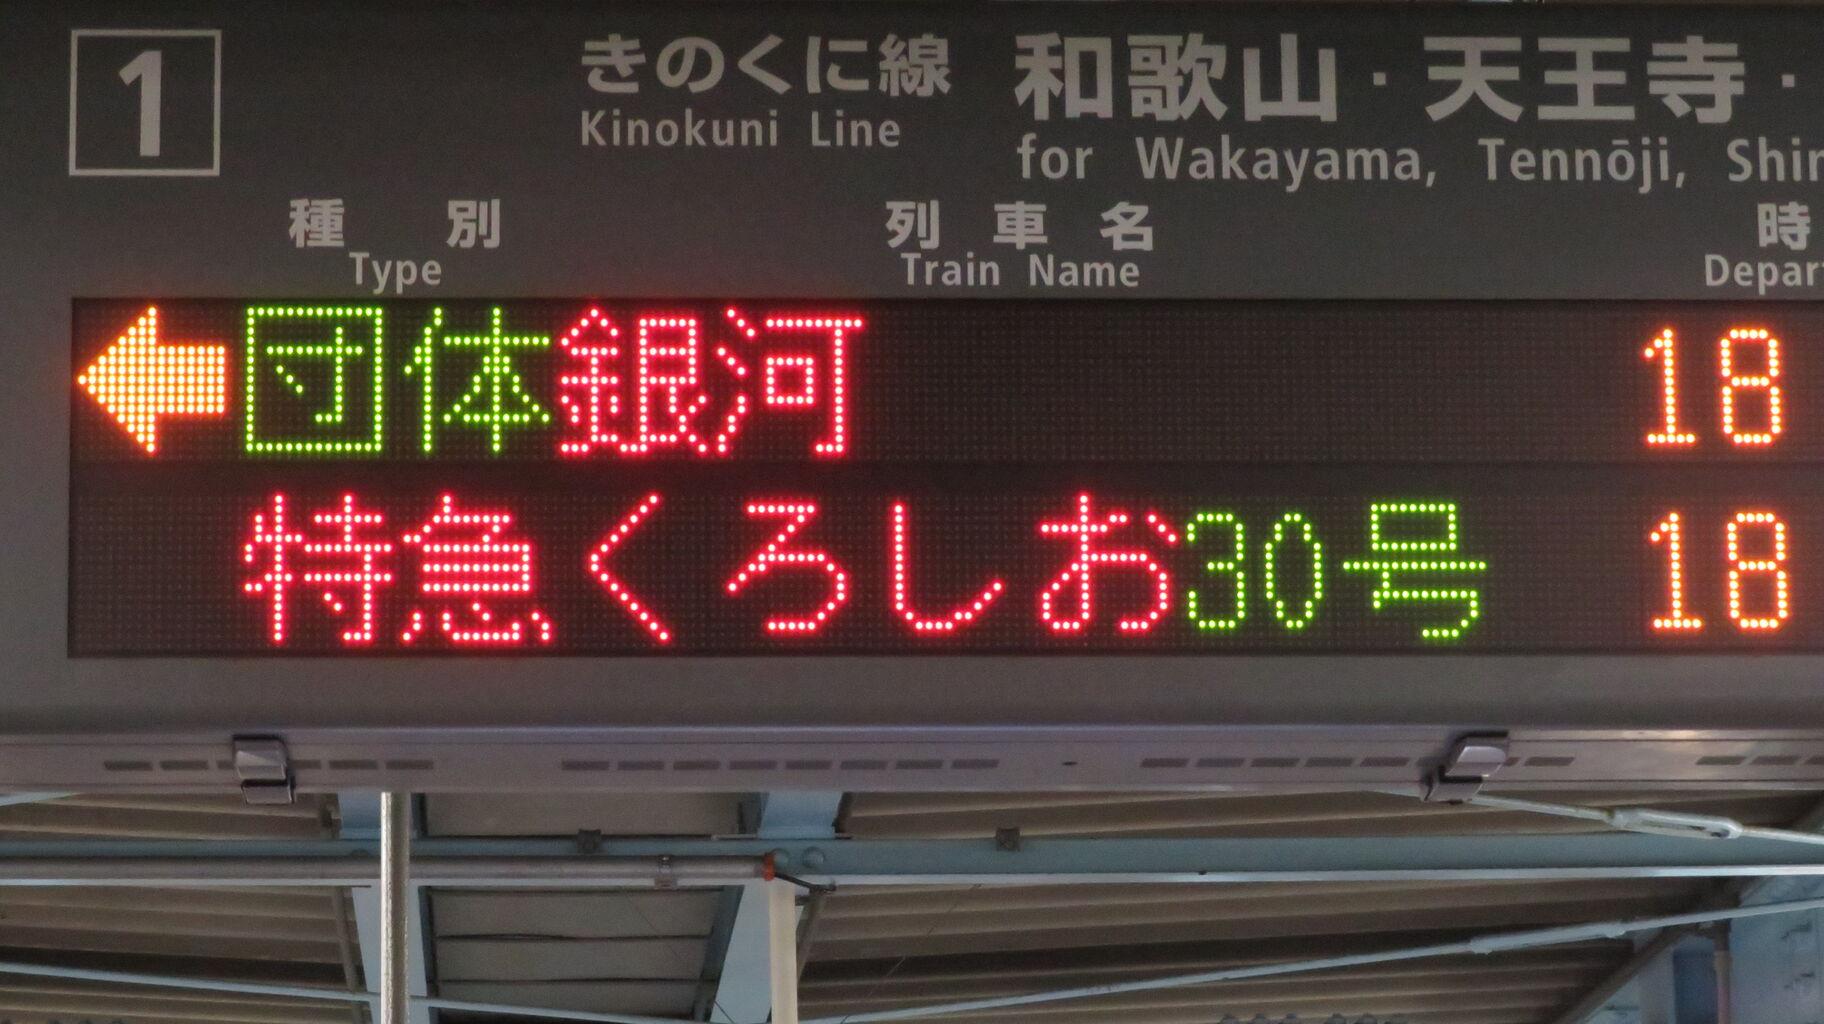 1
きのくに線 和歌山・天王寺・
Kinokuni Line for Wakayama, Tennōji,
種別 列車名 時
Type Train Name
団体銀河 18
特急くろしお30号 18